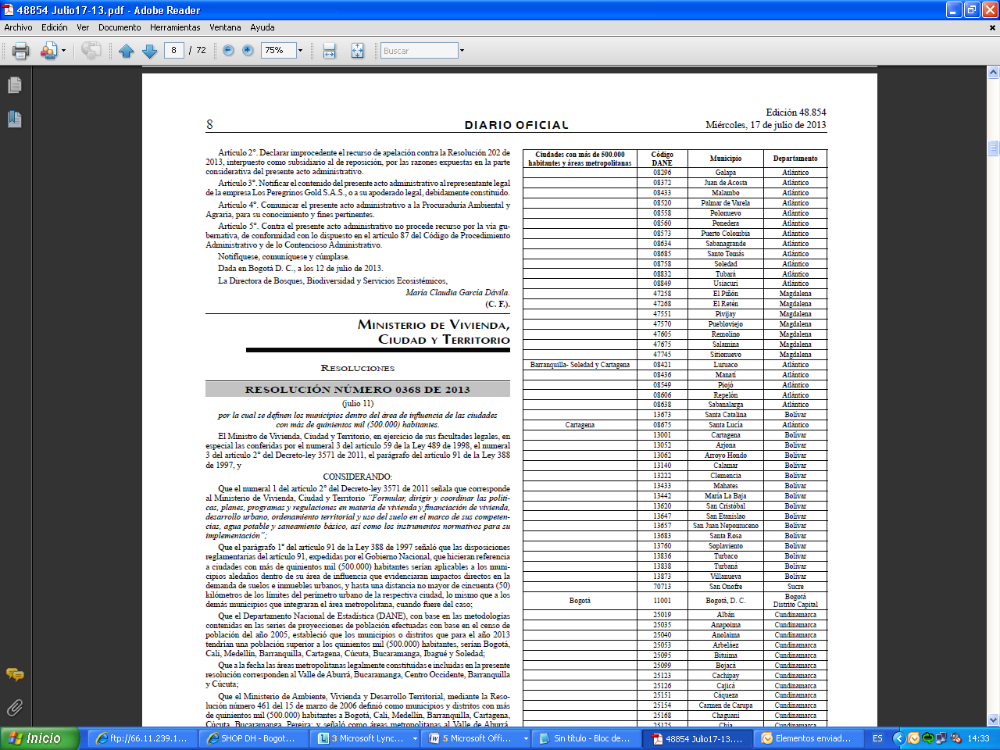 48854 Julio17-13.pdf - Adobe Reader
Archivo Edición Ver Documento Herramientas Ventana Ayuda
8 / 72 75% Buscar
8
DIARIO OFICIAL
Edición 48.854
Miércoles, 17 de julio de 2013
Artículo 2°. Declarar improcedente el recurso de apelación contra la Resolución 202 de
2013, interpuesto como subsidiario al de reposición, por las razones expuestas en la parte
considerativa del presente acto administrativo.
Artículo 3°. Notificar el contenido del presente acto administrativo al representante legal
de la empresa Los Peregrinos Gold S.A.S., o a su apoderado legal, debidamente constituido.
Artículo 4°. Comunicar el presente acto administrativo a la Procuraduría Ambiental y
Agraria, para su conocimiento y fines pertinentes.
Artículo 5°. Contra el presente acto administrativo no procede recurso por la vía gu-
bernativa, de conformidad con lo dispuesto en el artículo 87 del Código de Procedimiento
Administrativo y de lo Contencioso Administrativo.
Notifíquese, comuníquese y cúmplase.
Dada en Bogotá D. C., a los 12 de julio de 2013.
La Directora de Bosques, Biodiversidad y Servicios Ecosistémicos,
María Claudia García Dávila.
(C. F.).
Ministerio de Vivienda,
Ciudad y Territorio
Resoluciones
RESOLUCIÓN NÚMERO 0368 DE 2013
(julio 11)
por la cual se definen los municipios dentro del área de influencia de las ciudades
con más de quinientos mil (500.000) habitantes.
El Ministro de Vivienda, Ciudad y Territorio, en ejercicio de sus facultades legales, en
especial las conferidas por el numeral 3 del artículo 59 de la Ley 489 de 1998, el numeral
3 del artículo 2° del Decreto-ley 3571 de 2011, el parágrafo del artículo 91 de la Ley 388
de 1997, y
CONSIDERANDO:
Que el numeral 1 del artículo 2° del Decreto-ley 3571 de 2011 señala que corresponde
al Ministerio de Vivienda, Ciudad y Territorio "Formular, dirigir y coordinar las políti-
cas, planes, programas y regulaciones en materia de vivienda y financiación de vivienda,
desarrollo urbano, ordenamiento territorial y uso del suelo en el marco de sus competen-
cias, agua potable y saneamiento básico, así como los instrumentos normativos para su
implementación";
Que el parágrafo 1° del artículo 91 de la Ley 388 de 1997 señaló que las disposiciones
reglamentarias del artículo 91, expedidas por el Gobierno Nacional, que hicieran referencia
a ciudades con más de quinientos mil (500.000) habitantes serían aplicables a los muni-
cipios aledaños dentro de su área de influencia que evidenciaran impactos directos en la
demanda de suelos e inmuebles urbanos, y hasta una distancia no mayor de cincuenta (50)
kilómetros de los límites del perímetro urbano de la respectiva ciudad, lo mismo que a los
demás municipios que integraran el área metropolitana, cuando fuere del caso;
Que el Departamento Nacional de Estadística (DANE), con base en las metodologías
contenidas en las series de proyecciones de población efectuadas con base en el censo de
población del año 2005, estableció que los municipios o distritos que para el año 2013
tendrían una población superior a los quinientos mil (500.000) habitantes, serían Bogotá,
Cali, Medellín, Barranquilla, Cartagena, Cúcuta, Bucaramanga, Ibagué y Soledad;
Que a la fecha las áreas metropolitanas legalmente constituidas e incluidas en la presente
resolución corresponden al Valle de Aburrá, Bucaramanga, Centro Occidente, Barranquilla
y Cúcuta;
Que el Ministerio de Ambiente, Vivienda y Desarrollo Territorial, mediante la Reso-
lución número 461 del 15 de marzo de 2006 definió como municipios y distritos con más
de quinientos mil (500.000) habitantes a Bogotá, Cali, Medellín, Barranquilla, Cartagena,
Cúcuta, Bucaramanga, Pereira; y señaló como áreas metropolitanas al Valle de Aburrá,
Ciudades con más de 500.000 habitantes y áreas metropolitanas Código DANE Municipio Departamento
08296 Galapa Atlántico
08372 Juan de Acosta Atlántico
08433 Malambo Atlántico
08520 Palmar de Varela Atlántico
08558 Polonuevo Atlántico
08560 Ponedera Atlántico
08573 Puerto Colombia Atlántico
08634 Sabanagrande Atlántico
08685 Santo Tomás Atlántico
08758 Soledad Atlántico
08832 Tubará Atlántico
08849 Usiacurí Atlántico
47258 El Piñón Magdalena
47268 El Retén Magdalena
47551 Pivijay Magdalena
47570 Puebloviejo Magdalena
47605 Remolino Magdalena
47675 Salamina Magdalena
47745 Sitionuevo Magdalena
Barranquilla- Soledad y Cartagena 08421 Luruaco Atlántico
08436 Manatí Atlántico
08549 Piojó Atlántico
08606 Repelón Atlántico
08638 Sabanalarga Atlántico
13673 Santa Catalina Bolívar
Cartagena 08675 Santa Lucía Atlántico
13001 Cartagena Bolívar
13052 Arjona Bolívar
13062 Arroyo Hondo Bolívar
13140 Calamar Bolívar
13222 Clemencia Bolívar
13433 Mahates Bolívar
13442 María La Baja Bolívar
13620 San Cristóbal Bolívar
13647 San Etanislao Bolívar
13657 San Juan Nepomuceno Bolívar
13683 Santa Rosa Bolívar
13760 Soplaviento Bolívar
13836 Turbaco Bolívar
13838 Turbaná Bolívar
13873 Villanueva Bolívar
70713 San Onofre Sucre
Bogotá 11001 Bogotá, D. C. Bogotá Distrito Capital
25019 Albán Cundinamarca
25035 Anapoima Cundinamarca
25040 Anolaima Cundinamarca
25053 Arbeláez Cundinamarca
25095 Bituima Cundinamarca
25099 Bojacá Cundinamarca
25123 Cachipay Cundinamarca
25126 Cajicá Cundinamarca
25151 Cáqueza Cundinamarca
25154 Carmen de Carupa Cundinamarca
25168 Chaguaní Cundinamarca
25175 Chía Cundinamarca
Inicio ftp://66.11.239.1... SHOP DH - Bogot... 3 Microsoft Lync... 5 Microsoft Offic... Sin título - Bloc de... 48854 Julio17-13.... Elementos enviad... ES 14:33